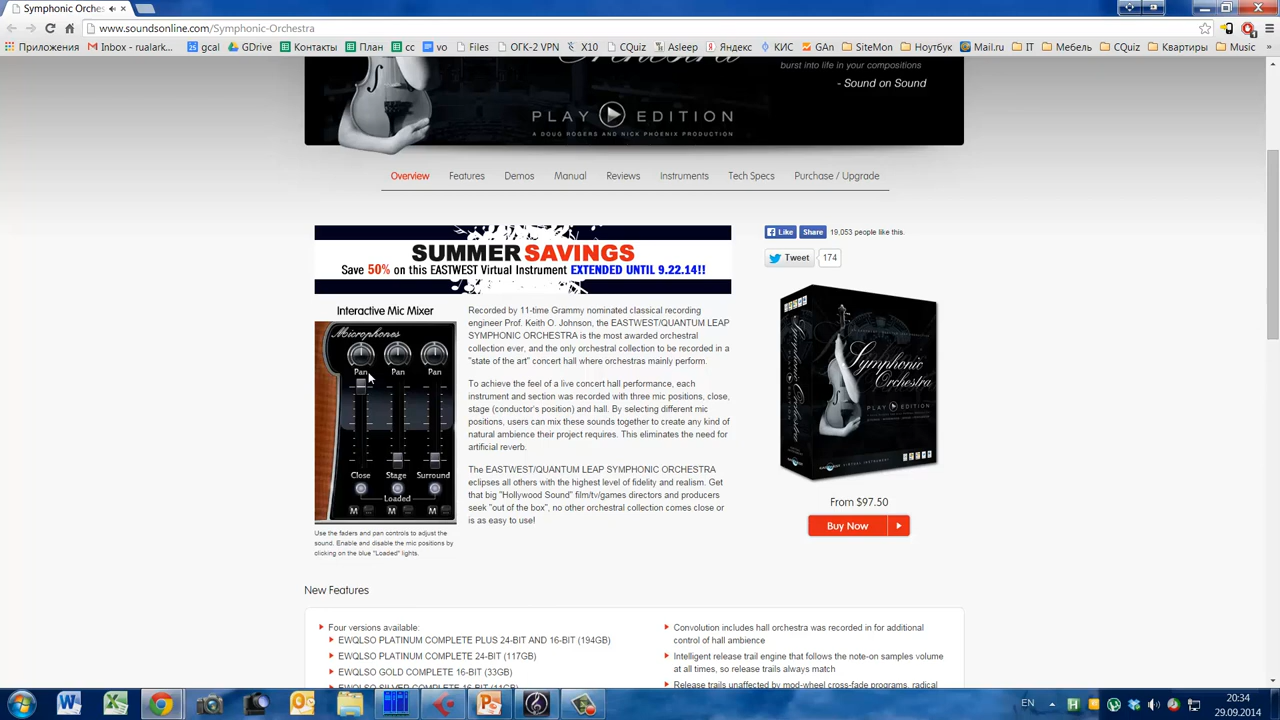 Symphonic Orches
www.soundsonline.com/Symphonic-Orchestra
Приложения
Inbox - rualark...
gcal
GDrive
Контакты
План
cc
vo
Files
ОГК-2 VPN
X10
CQuiz
Asleep
Яндекс
КИС
GAn
SiteMon
Ноутбук
Mail.ru
IT
Мебель
CQuiz
Квартиры
Music
burst into life in your compositions
- Sound on Sound
Orchestra
PLAY EDITION
A DOUG ROGERS AND NICK PHOENIX PRODUCTION
Overview
Features
Demos
Manual
Reviews
Instruments
Tech Specs
Purchase / Upgrade
SUMMER SAVINGS
Save 50% on this EASTWEST Virtual Instrument EXTENDED UNTIL 9.22.14!!
Like
Share
19,053 people like this.
Tweet
174
Interactive Mic Mixer
Microphones
Pan
Pan
Pan
Close
Stage
Surround
Loaded
M
M
M
Use the faders and pan controls to adjust the
sound. Enable and disable the mic positions by
clicking on the blue "Loaded" lights.
Recorded by 11-time Grammy nominated classical recording
engineer Prof. Keith O. Johnson, the EASTWEST/QUANTUM LEAP
SYMPHONIC ORCHESTRA is the most awarded orchestral
collection ever, and the only orchestral collection to be recorded in a
"state of the art" concert hall where orchestras mainly perform.
To achieve the feel of a live concert hall performance, each
instrument and section was recorded with three mic positions, close,
stage (conductor's position) and hall. By selecting different mic
positions, users can mix these sounds together to create any kind of
natural ambience their project requires. This eliminates the need for
artificial reverb.
The EASTWEST/QUANTUM LEAP SYMPHONIC ORCHESTRA
eclipses all others with the highest level of fidelity and realism. Get
that big "Hollywood Sound" film/tv/games directors and producers
seek "out of the box", no other orchestral collection comes close or
is as easy to use!
Symphonic
Orchestra
PLAY EDITION
From $97.50
Buy Now
New Features
Four versions available:
EWQLSO PLATINUM COMPLETE PLUS 24-BIT AND 16-BIT (194GB)
EWQLSO PLATINUM COMPLETE 24-BIT (117GB)
EWQLSO GOLD COMPLETE 16-BIT (33GB)
EWQLSO SILVER COMPLETE 16-BIT (11GB)
Convolution includes hall orchestra was recorded in for additional
control of hall ambience
Intelligent release trail engine that follows the note-on samples volume
at all times, so release trails always match
Release trails unaffected by mod-wheel cross-fade programs, radical
EN
20:34
29.09.2014